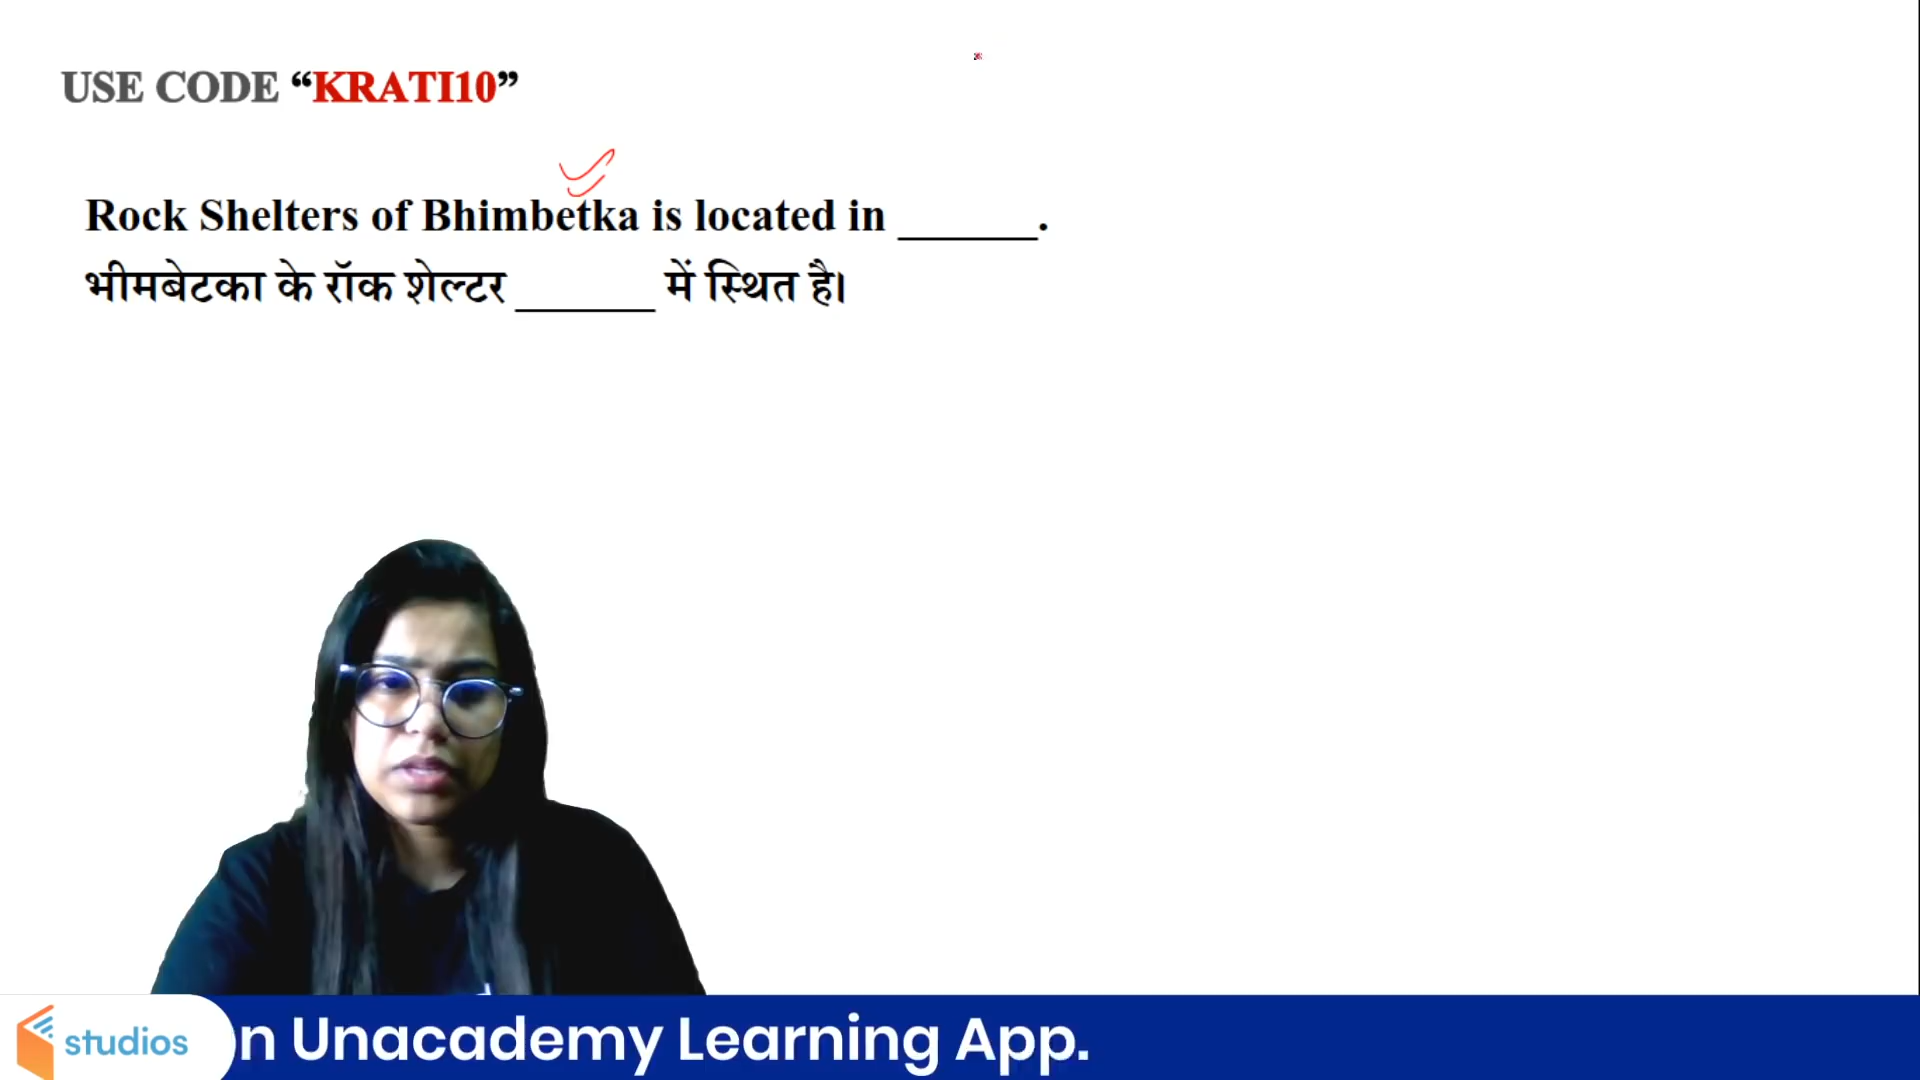 USE CODE “KRATI10”
Rock Shelters of Bhimbetka is located in ______.
भीमबेटका के रॉक शेल्टर ______ में स्थित है।
studios
n Unacademy Learning App.